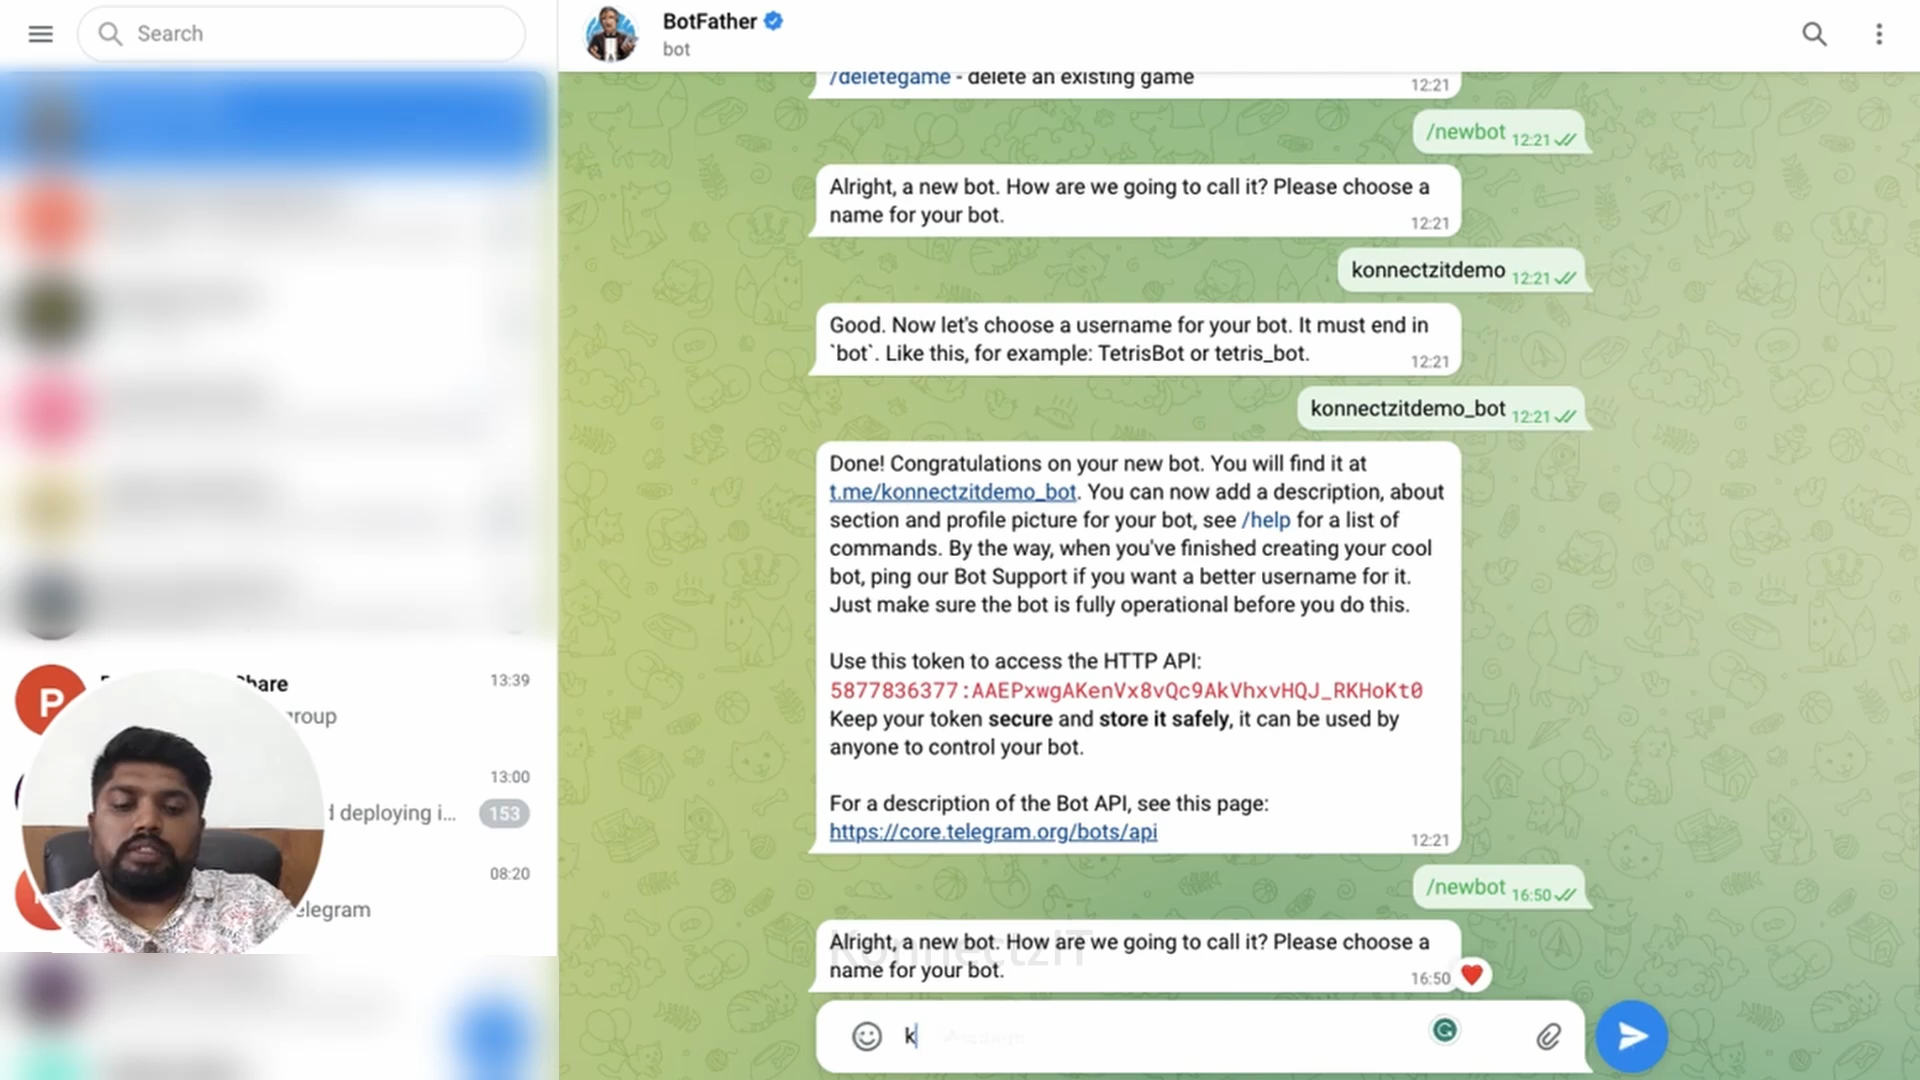 Search
BotFather
bot
/deletegame - delete an existing game
12:21
/newbot 12:21
Alright, a new bot. How are we going to call it? Please choose a
name for your bot.
12:21
konnectzitdemo 12:21
Good. Now let's choose a username for your bot. It must end in
`bot`. Like this, for example: TetrisBot or tetris_bot.
12:21
konnectzitdemo_bot 12:21
Done! Congratulations on your new bot. You will find it at
t.me/konnectzitdemo_bot. You can now add a description, about
section and profile picture for your bot, see /help for a list of
commands. By the way, when you've finished creating your cool
bot, ping our Bot Support if you want a better username for it.
Just make sure the bot is fully operational before you do this.
Use this token to access the HTTP API:
5877836377:AAEPxwgAKenVx8vQc9AkVhxvHQJ_RKHoKt0
Keep your token secure and store it safely, it can be used by
anyone to control your bot.
For a description of the Bot API, see this page:
https://core.telegram.org/bots/api
12:21
/newbot 16:50
Alright, a new bot. How are we going to call it? Please choose a
name for your bot.
16:50
KonnectzIT
k
P
13:39
13:00
d deploying i...
153
08:20